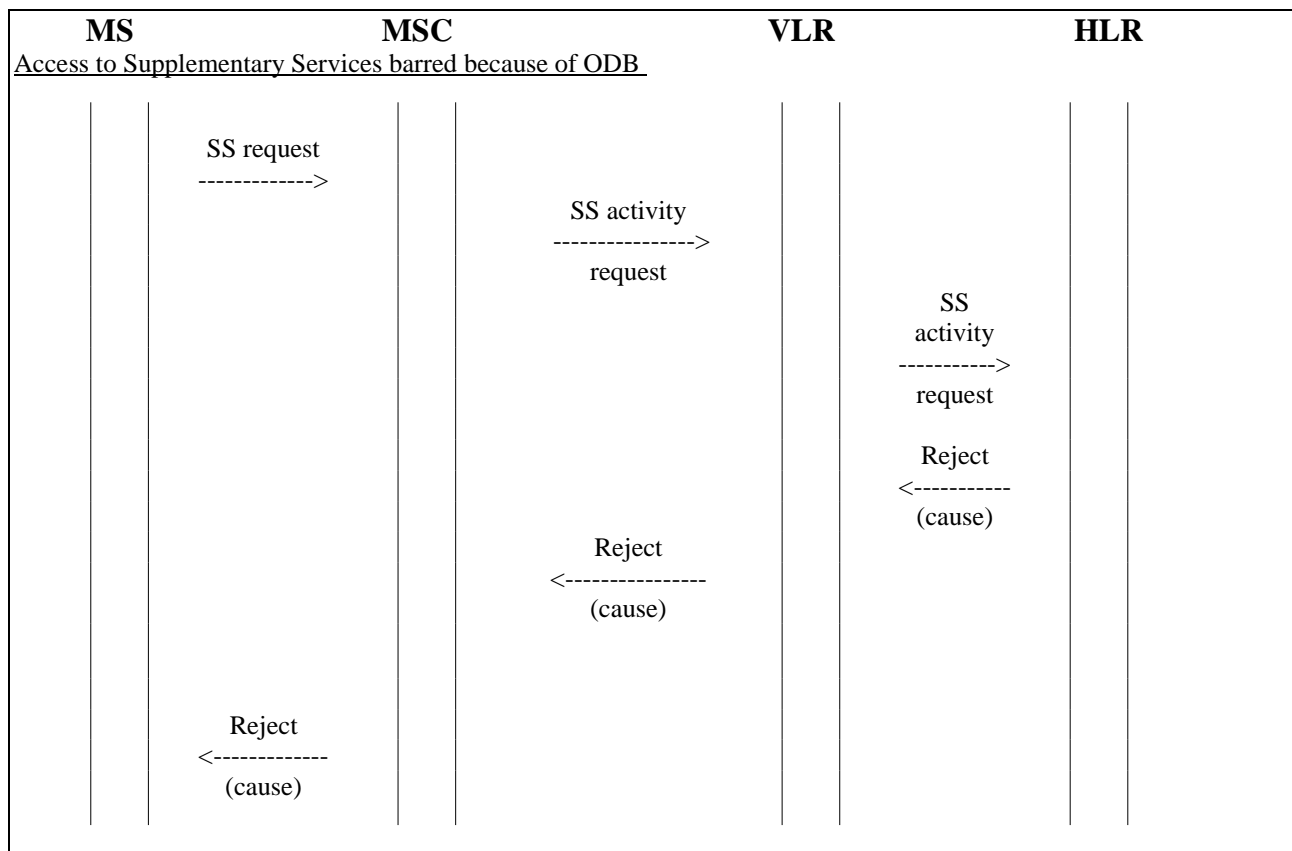 MS MSC VLR HLR
Access to Supplementary Services barred because of ODB
SS request
------------->
SS activity
----------------->
request
SS
activity
----------->
request
Reject
<-----------
(cause)
Reject
<----------------
(cause)
Reject
<-------------
(cause)